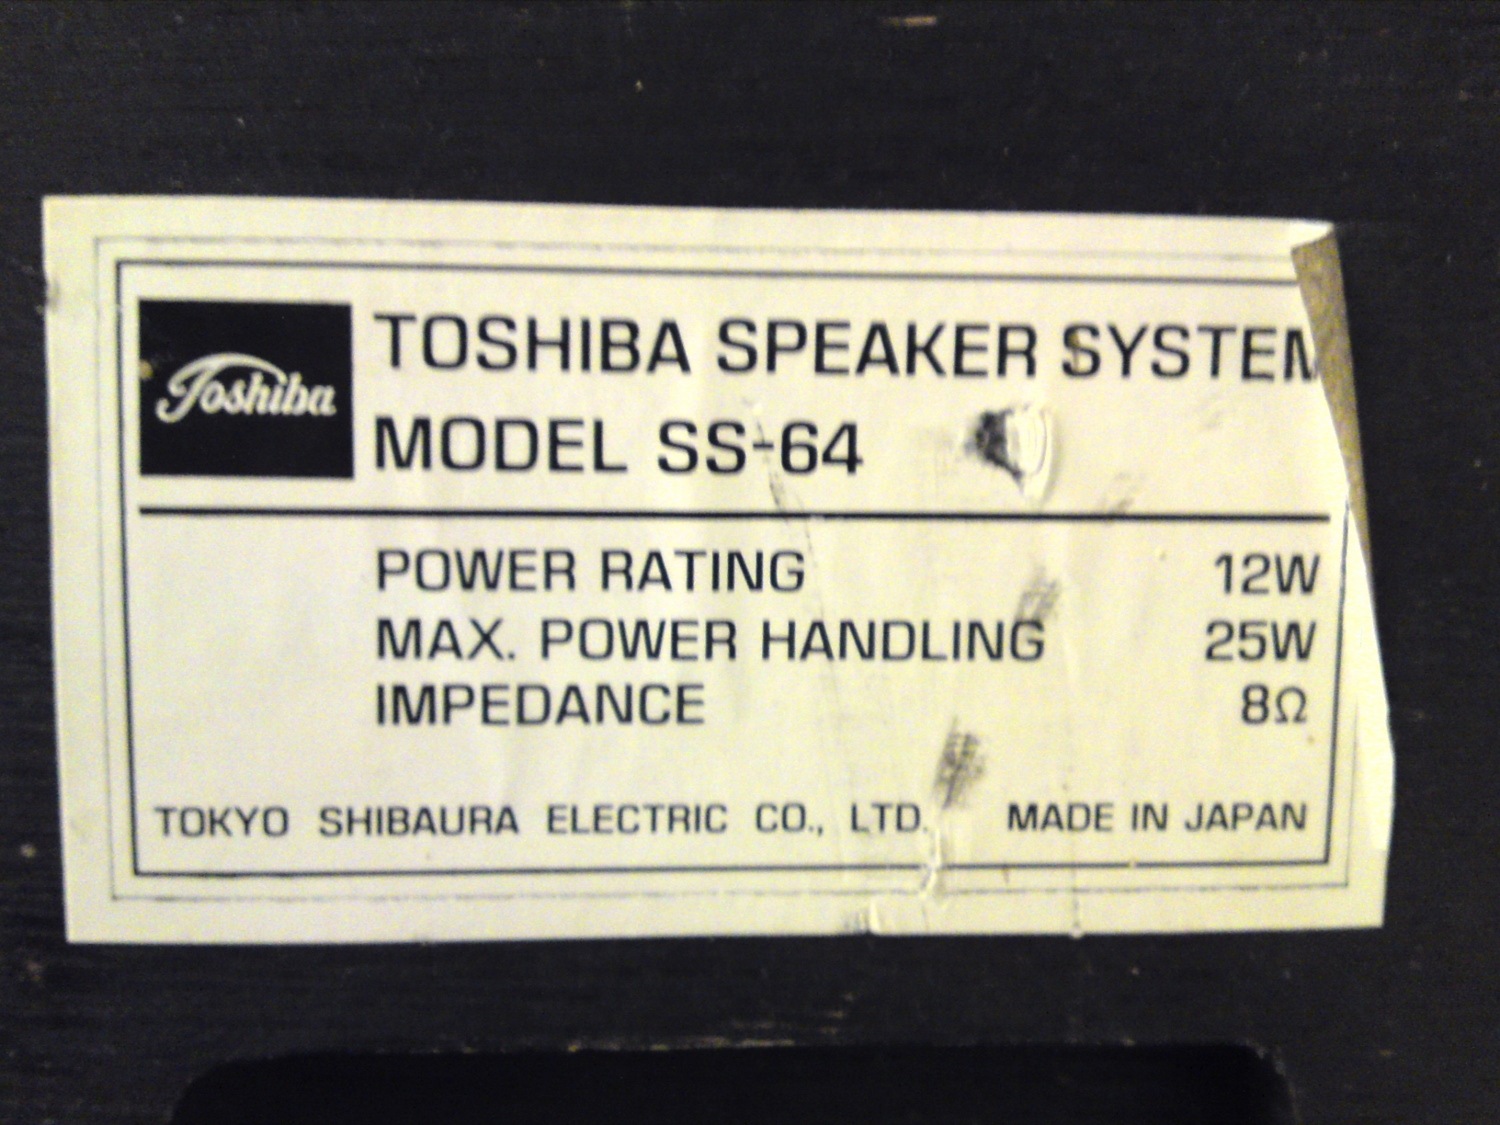 Toshiba
TOSHIBA SPEAKER SYSTEM
MODEL SS-64
POWER RATING 12W
MAX. POWER HANDLING 25W
IMPEDANCE 8Ω
TOKYO SHIBAURA ELECTRIC CO., LTD. MADE IN JAPAN